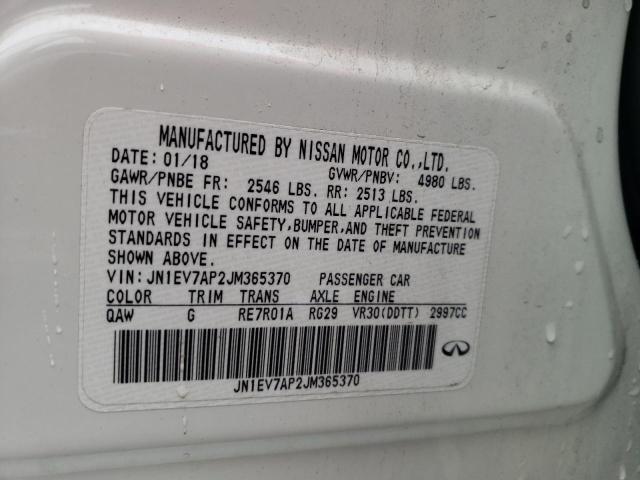 MANUFACTURED BY NISSAN MOTOR CO.,LTD.
DATE: 01/18 GVWR/PNBV: 4980 LBS.
GAWR/PNBE FR: 2546 LBS. RR: 2513 LBS.
THIS VEHICLE CONFORMS TO ALL APPLICABLE FEDERAL
MOTOR VEHICLE SAFETY,BUMPER,AND THEFT PREVENTION
STANDARDS IN EFFECT ON THE DATE OF MANUFACTURE
SHOWN ABOVE.
VIN: JN1EV7AP2JM365370 PASSENGER CAR
COLOR TRIM TRANS AXLE ENGINE
QAW G RE7R01A RG29 VR30(DDTT) 2997CC
JN1EV7AP2JM365370